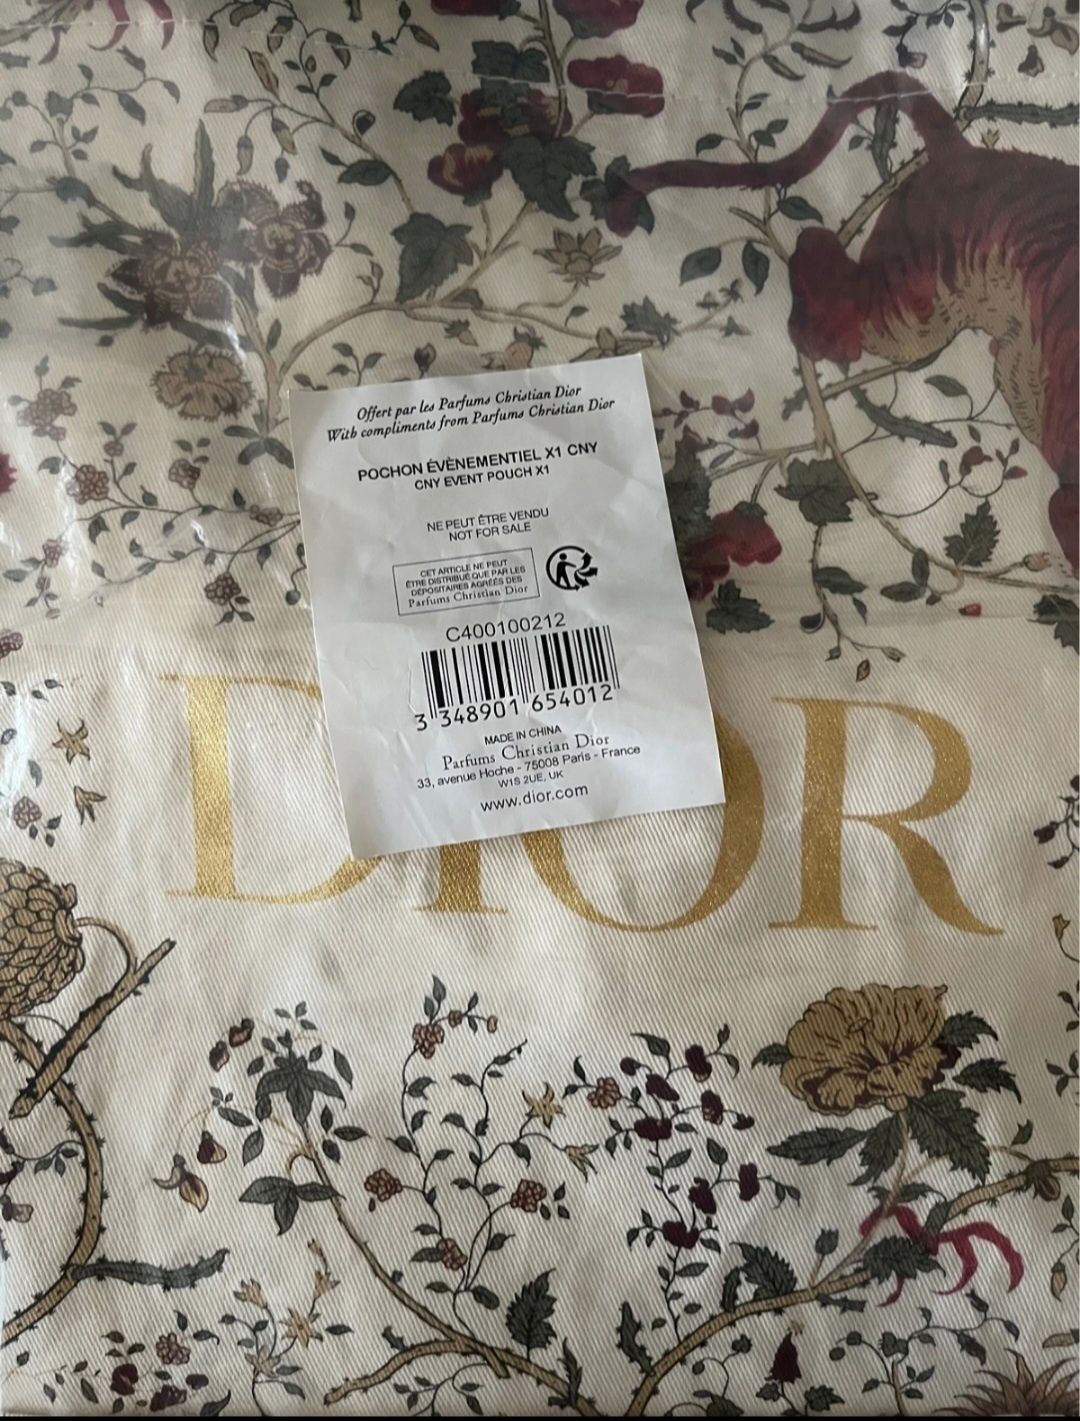 Offert par les Parfums Christian Dior
With compliments from Parfums Christian Dior
POCHON ÉVÈNEMENTIEL X1 CNY
CNY EVENT POUCH X1
NE PEUT ÊTRE VENDU
NOT FOR SALE
CET ARTICLE NE PEUT
ÊTRE DISTRIBUÉ QUE PAR LES
DÉPOSITAIRES AGRÉÉS DES
Parfums Christian Dior
C400100212
3 348901 654012
MADE IN CHINA
Parfums Christian Dior
33, avenue Hoche - 75008 Paris - France
W1S 2UE, UK
www.dior.com
DIOR